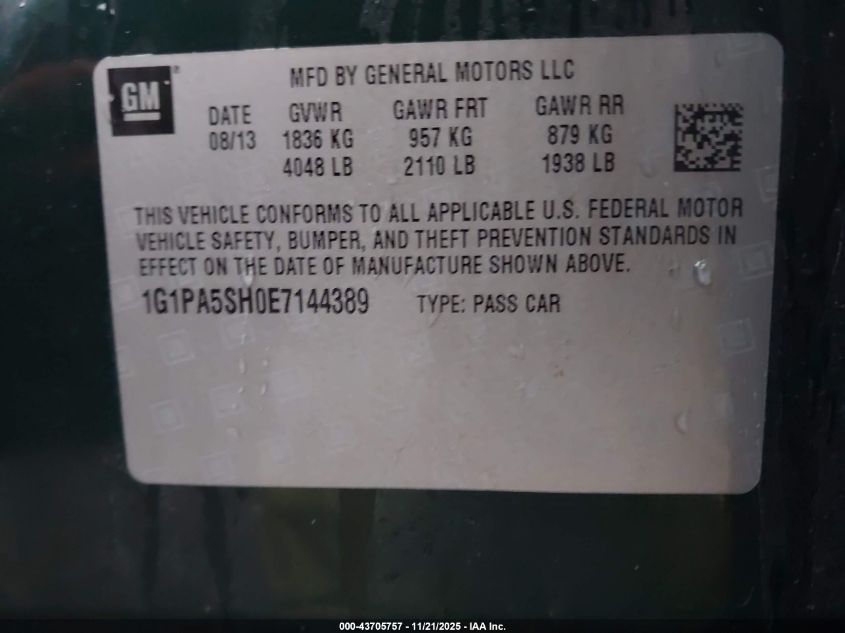 GM
MFD BY GENERAL MOTORS LLC
DATE GVWR GAWR FRT GAWR RR
08/13 1836 KG 957 KG 879 KG
4048 LB 2110 LB 1938 LB
THIS VEHICLE CONFORMS TO ALL APPLICABLE U.S. FEDERAL MOTOR
VEHICLE SAFETY, BUMPER, AND THEFT PREVENTION STANDARDS IN
EFFECT ON THE DATE OF MANUFACTURE SHOWN ABOVE.
1G1PA5SH0E7144389 TYPE: PASS CAR
000-43705757 - 11/21/2025 - IAA Inc.